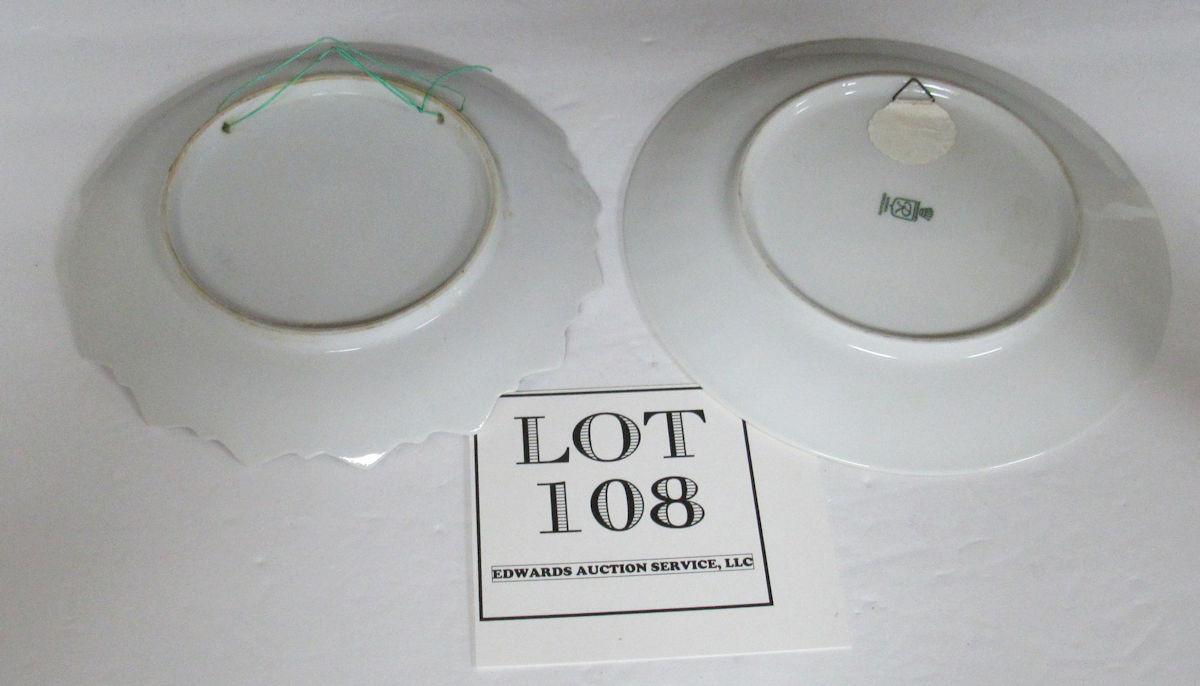 LOT
108
EDWARDS AUCTION SERVICE, LLC